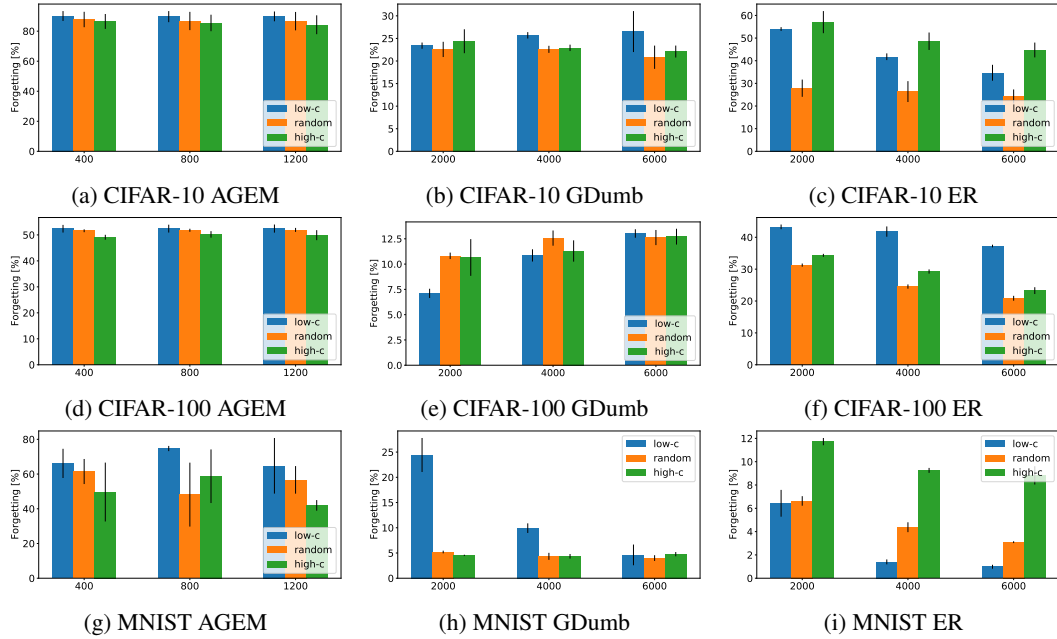 Forgetting [%]
80
60
40
20
0
400
800
1200
low-c
random
high-c
(a) CIFAR-10 AGEM
Forgetting [%]
30
25
20
15
10
5
0
2000
4000
6000
low-c
random
high-c
(b) CIFAR-10 GDumb
Forgetting [%]
60
50
40
30
20
10
0
2000
4000
6000
low-c
random
high-c
(c) CIFAR-10 ER
Forgetting [%]
50
40
30
20
10
0
400
800
1200
low-c
random
high-c
(d) CIFAR-100 AGEM
Forgetting [%]
12.5
10.0
7.5
5.0
2.5
0.0
2000
4000
6000
low-c
random
high-c
(e) CIFAR-100 GDumb
Forgetting [%]
40
30
20
10
0
2000
4000
6000
low-c
random
high-c
(f) CIFAR-100 ER
Forgetting [%]
80
60
40
20
0
400
800
1200
low-c
random
high-c
(g) MNIST AGEM
Forgetting [%]
25
20
15
10
5
0
2000
4000
6000
low-c
random
high-c
(h) MNIST GDumb
Forgetting [%]
12
10
8
6
4
2
0
2000
4000
6000
low-c
random
high-c
(i) MNIST ER